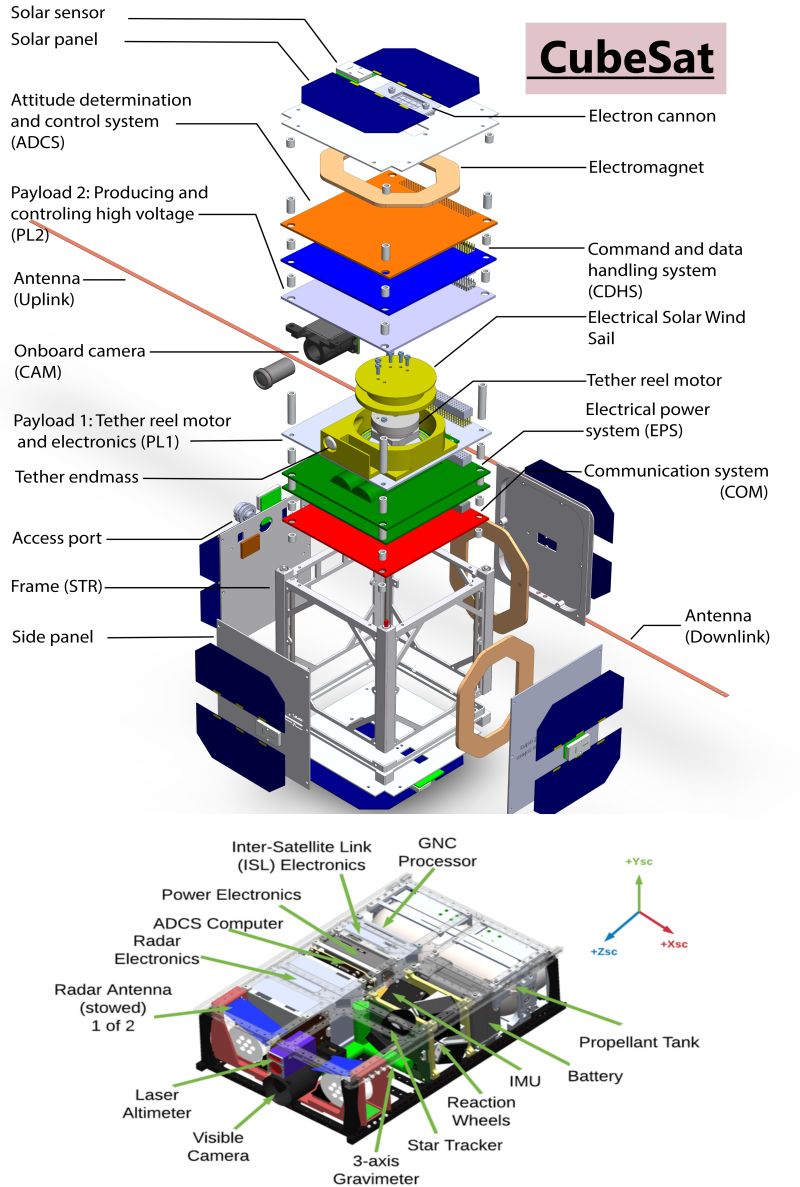 Solar sensor
Solar panel
CubeSat
Attitude determination
and control system
(ADCS)
Electron cannon
Electromagnet
Payload 2: Producing and
controling high voltage
(PL2)
Command and data
handling system
(CDHS)
Antenna
(Uplink)
Electrical Solar Wind
Sail
Onboard camera
(CAM)
Tether reel motor
Payload 1: Tether reel motor
and electronics (PL1)
Electrical power
system (EPS)
Tether endmass
Communication system
(COM)
Access port
Frame (STR)
Side panel
Antenna
(Downlink)
Inter-Satellite Link
(ISL) Electronics
GNC
Processor
Power Electronics
ADCS Computer
Radar
Electronics
Radar Antenna
(stowed)
1 of 2
+Ysc
+Zsc
+Xsc
Propellant Tank
Battery
IMU
Reaction
Wheels
Star Tracker
3-axis
Gravimeter
Laser
Altimeter
Visible
Camera